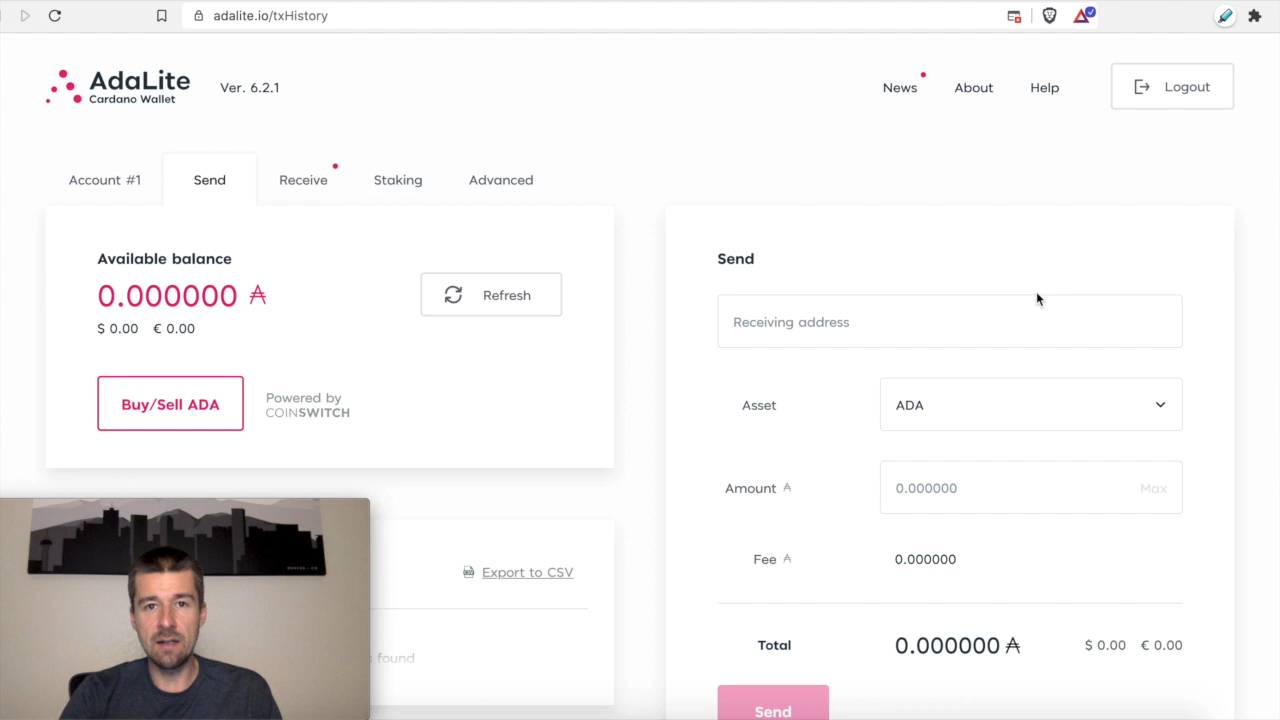 adalite.io/txHistory
AdaLite
Cardano Wallet
Ver. 6.2.1
News
About
Help
Logout
Account #1
Send
Receive
Staking
Advanced
Available balance
0.000000 ₳
$ 0.00 € 0.00
Refresh
Buy/Sell ADA
Powered by
COINSWITCH
Export to CSV
found
Send
Receiving address
Asset
ADA
Amount ₳
0.000000
Max
Fee ₳
0.000000
Total
0.000000 ₳
$ 0.00 € 0.00
Send